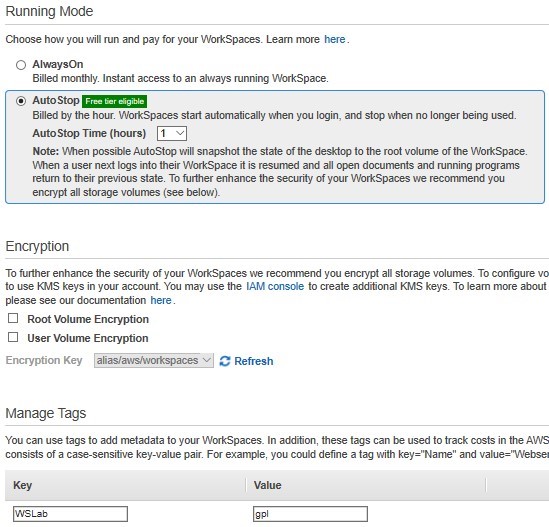 Running Mode
Choose how you will run and pay for your WorkSpaces. Learn more here.
AlwaysOn
Billed monthly. Instant access to an always running WorkSpace.
AutoStop Free tier eligible
Billed by the hour. WorkSpaces start automatically when you login, and stop when no longer being used.
AutoStop Time (hours) 1
Note: When possible AutoStop will snapshot the state of the desktop to the root volume of the WorkSpace.
When a user next logs into their WorkSpace it is resumed and all open documents and running programs
return to their previous state. To further enhance the security of your WorkSpaces we recommend you
encrypt all storage volumes (see below).
Encryption
To further enhance the security of your WorkSpaces we recommend you encrypt all storage volumes. To configure vo
to use KMS keys in your account. You may use the IAM console to create additional KMS keys. To learn more about
please see our documentation here.
Root Volume Encryption
User Volume Encryption
Encryption Key alias/aws/workspaces Refresh
Manage Tags
You can use tags to add metadata to your WorkSpaces. In addition, these tags can be used to track costs in the AWS
consists of a case-sensitive key-value pair. For example, you could define a tag with key="Name" and value="Webser
Key Value
WSLab gpl